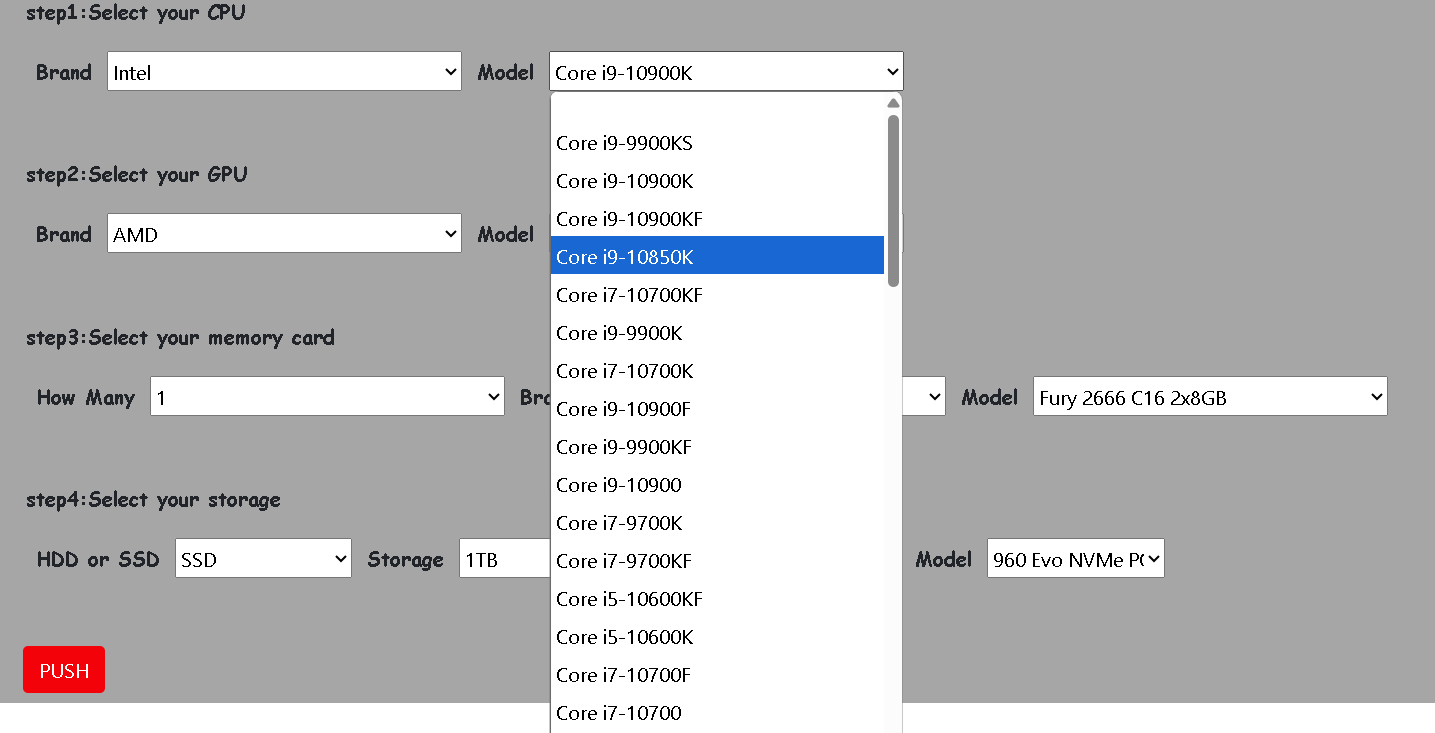 step1:Select your CPU
Brand Intel Model Core i9-10900K
Core i9-9900KS
step2:Select your GPU
Core i9-10900K
Core i9-10900KF
Brand AMD Model
Core i9-10850K
Core i7-10700KF
step3:Select your memory card
Core i9-9900K
Core i7-10700K
How Many 1 Model Fury 2666 C16 2x8GB
Core i9-10900F
Core i9-9900KF
Core i9-10900
step4:Select your storage
Core i7-9700K
HDD or SSD SSD Storage 1TB Model 960 Evo NVMe
Core i7-9700KF
Core i5-10600KF
Core i5-10600K
PUSH
Core i7-10700F
Core i7-10700